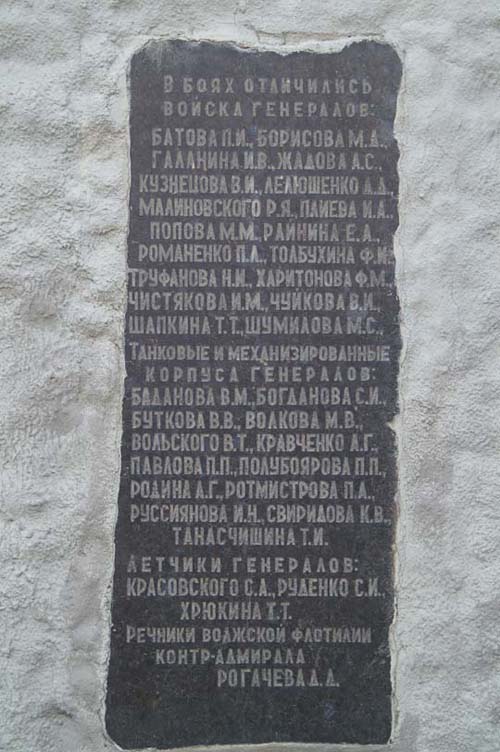 В БОЯХ ОТЛИЧИЛИСЬ
ВОЙСКА ГЕНЕРАЛОВ:
БАТОВА П.И., БОРИСОВА М.Д.,
ГАЛАНИНА И.В., ЖАДОВА А.С.,
КУЗНЕЦОВА В.И., ЛЕЛЮШЕНКО Д.Д.,
МАЛИНОВСКОГО Р.Я., ПЛИЕВА И.А.,
ПОПОВА М.М., РАЙНИНА Е.А.,
РОМАНЕНКО П.Л., ТОЛБУХИНА Ф.И.
ТРУФАНОВА Н.И., ХАРИТОНОВА Ф.М.,
ЧИСТЯКОВА И.М., ЧУЙКОВА В.И.,
ШАПКИНА Т.Т., ШУМИЛОВА М.С.,
ТАНКОВЫЕ И МЕХАНИЗИРОВАННЫЕ
КОРПУСА ГЕНЕРАЛОВ:
БАДАНОВА В.М., БОГДАНОВА С.И.,
БУТКОВА В.В., ВОЛКОВА М.В.,
ВОЛЬСКОГО В.Т., КРАВЧЕНКО А.Г.,
ПАВЛОВА П.П., ПОЛУБОЯРОВА П.П.,
РОДИНА А.Г., РОТМИСТРОВА П.А.,
РУССИЯНОВА И.Н., СВИРИДОВА К.В.,
ТАНАСЧИШИНА Т.И.
ЛЕТЧИКИ ГЕНЕРАЛОВ:
КРАСОВСКОГО С.А., РУДЕНКО С.И.,
ХРЮКИНА Т.Т.
РЕЧНИКИ ВОЛЖСКОЙ ФЛОТИЛИИ
КОНТР-АДМИРАЛА
РОГАЧЕВА Д.Д.